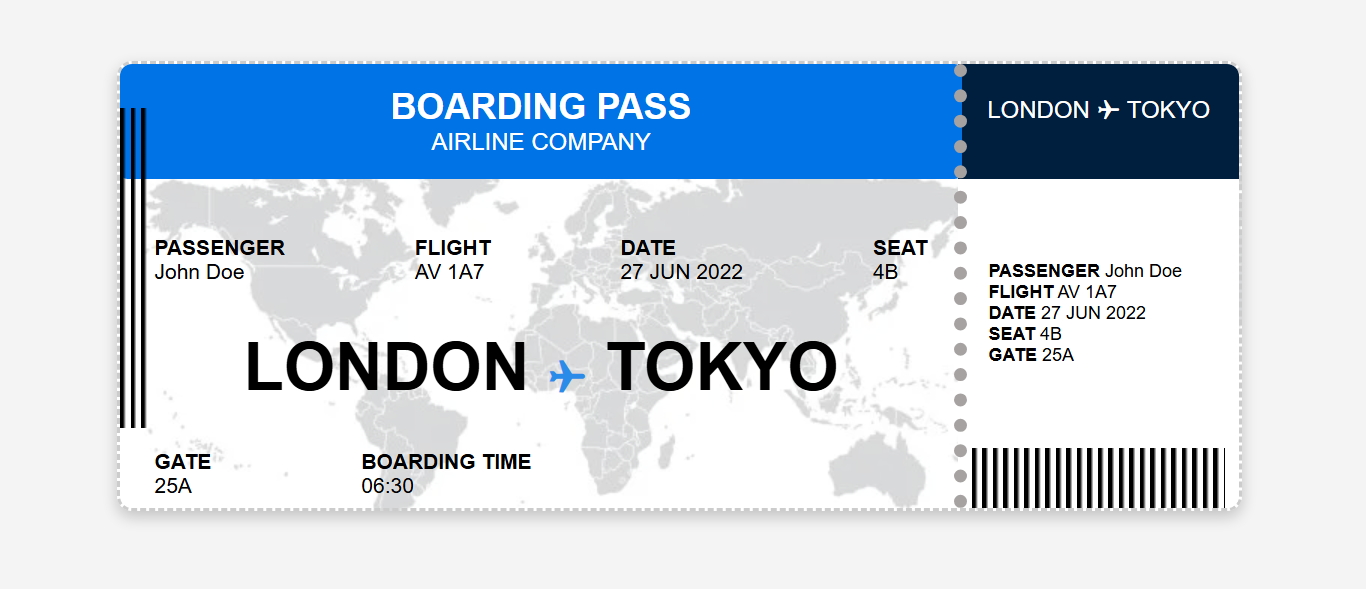 BOARDING PASS
AIRLINE COMPANY
LONDON ✈ TOKYO
PASSENGER FLIGHT DATE SEAT
John Doe AV 1A7 27 JUN 2022 4B
LONDON ✈ TOKYO
GATE BOARDING TIME
25A 06:30
PASSENGER John Doe
FLIGHT AV 1A7
DATE 27 JUN 2022
SEAT 4B
GATE 25A